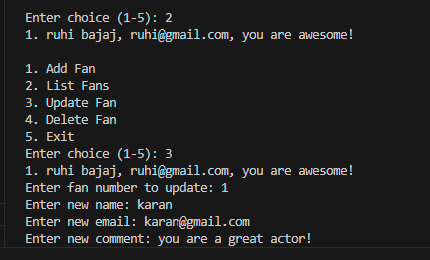 Enter choice (1-5): 2
1. ruhi bajaj, ruhi@gmail.com, you are awesome!
1. Add Fan
2. List Fans
3. Update Fan
4. Delete Fan
5. Exit
Enter choice (1-5): 3
1. ruhi bajaj, ruhi@gmail.com, you are awesome!
Enter fan number to update: 1
Enter new name: karan
Enter new email: karan@gmail.com
Enter new comment: you are a great actor!